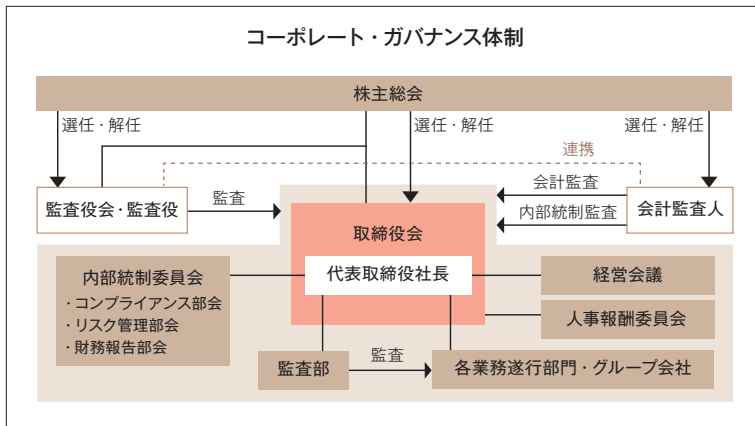 コーポレート・ガバナンス体制
株主総会
選任・解任
選任・解任
選任・解任
連携
監査役会・監査役
監査
会計監査
内部統制監査
会計監査人
取締役会
代表取締役社長
内部統制委員会
・コンプライアンス部会
・リスク管理部会
・財務報告部会
経営会議
人事報酬委員会
監査部
監査
各業務遂行部門・グループ会社